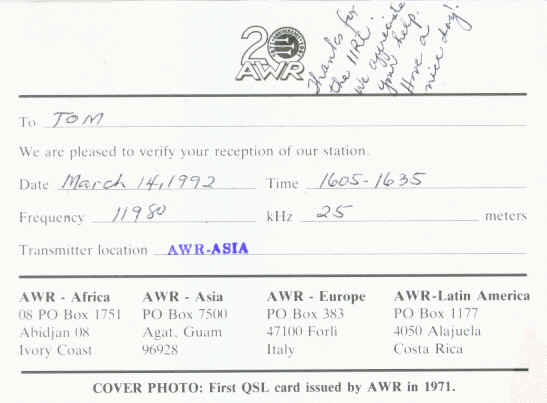 20
AWR
Thanks for
the IRC.
We appreciate
your help.
Have a
nice day!
To TOM
We are pleased to verify your reception of our station.
Date March 14, 1992 Time 1605-1635
Frequency 11980 kHz 25 meters
Transmitter location AWR-ASIA
AWR - Africa
08 PO Box 1751
Abidjan 08
Ivory Coast
AWR - Asia
PO Box 7500
Agat, Guam
96928
AWR - Europe
PO Box 383
47100 Forli
Italy
AWR-Latin America
PO Box 1177
4050 Alajuela
Costa Rica
COVER PHOTO: First QSL card issued by AWR in 1971.